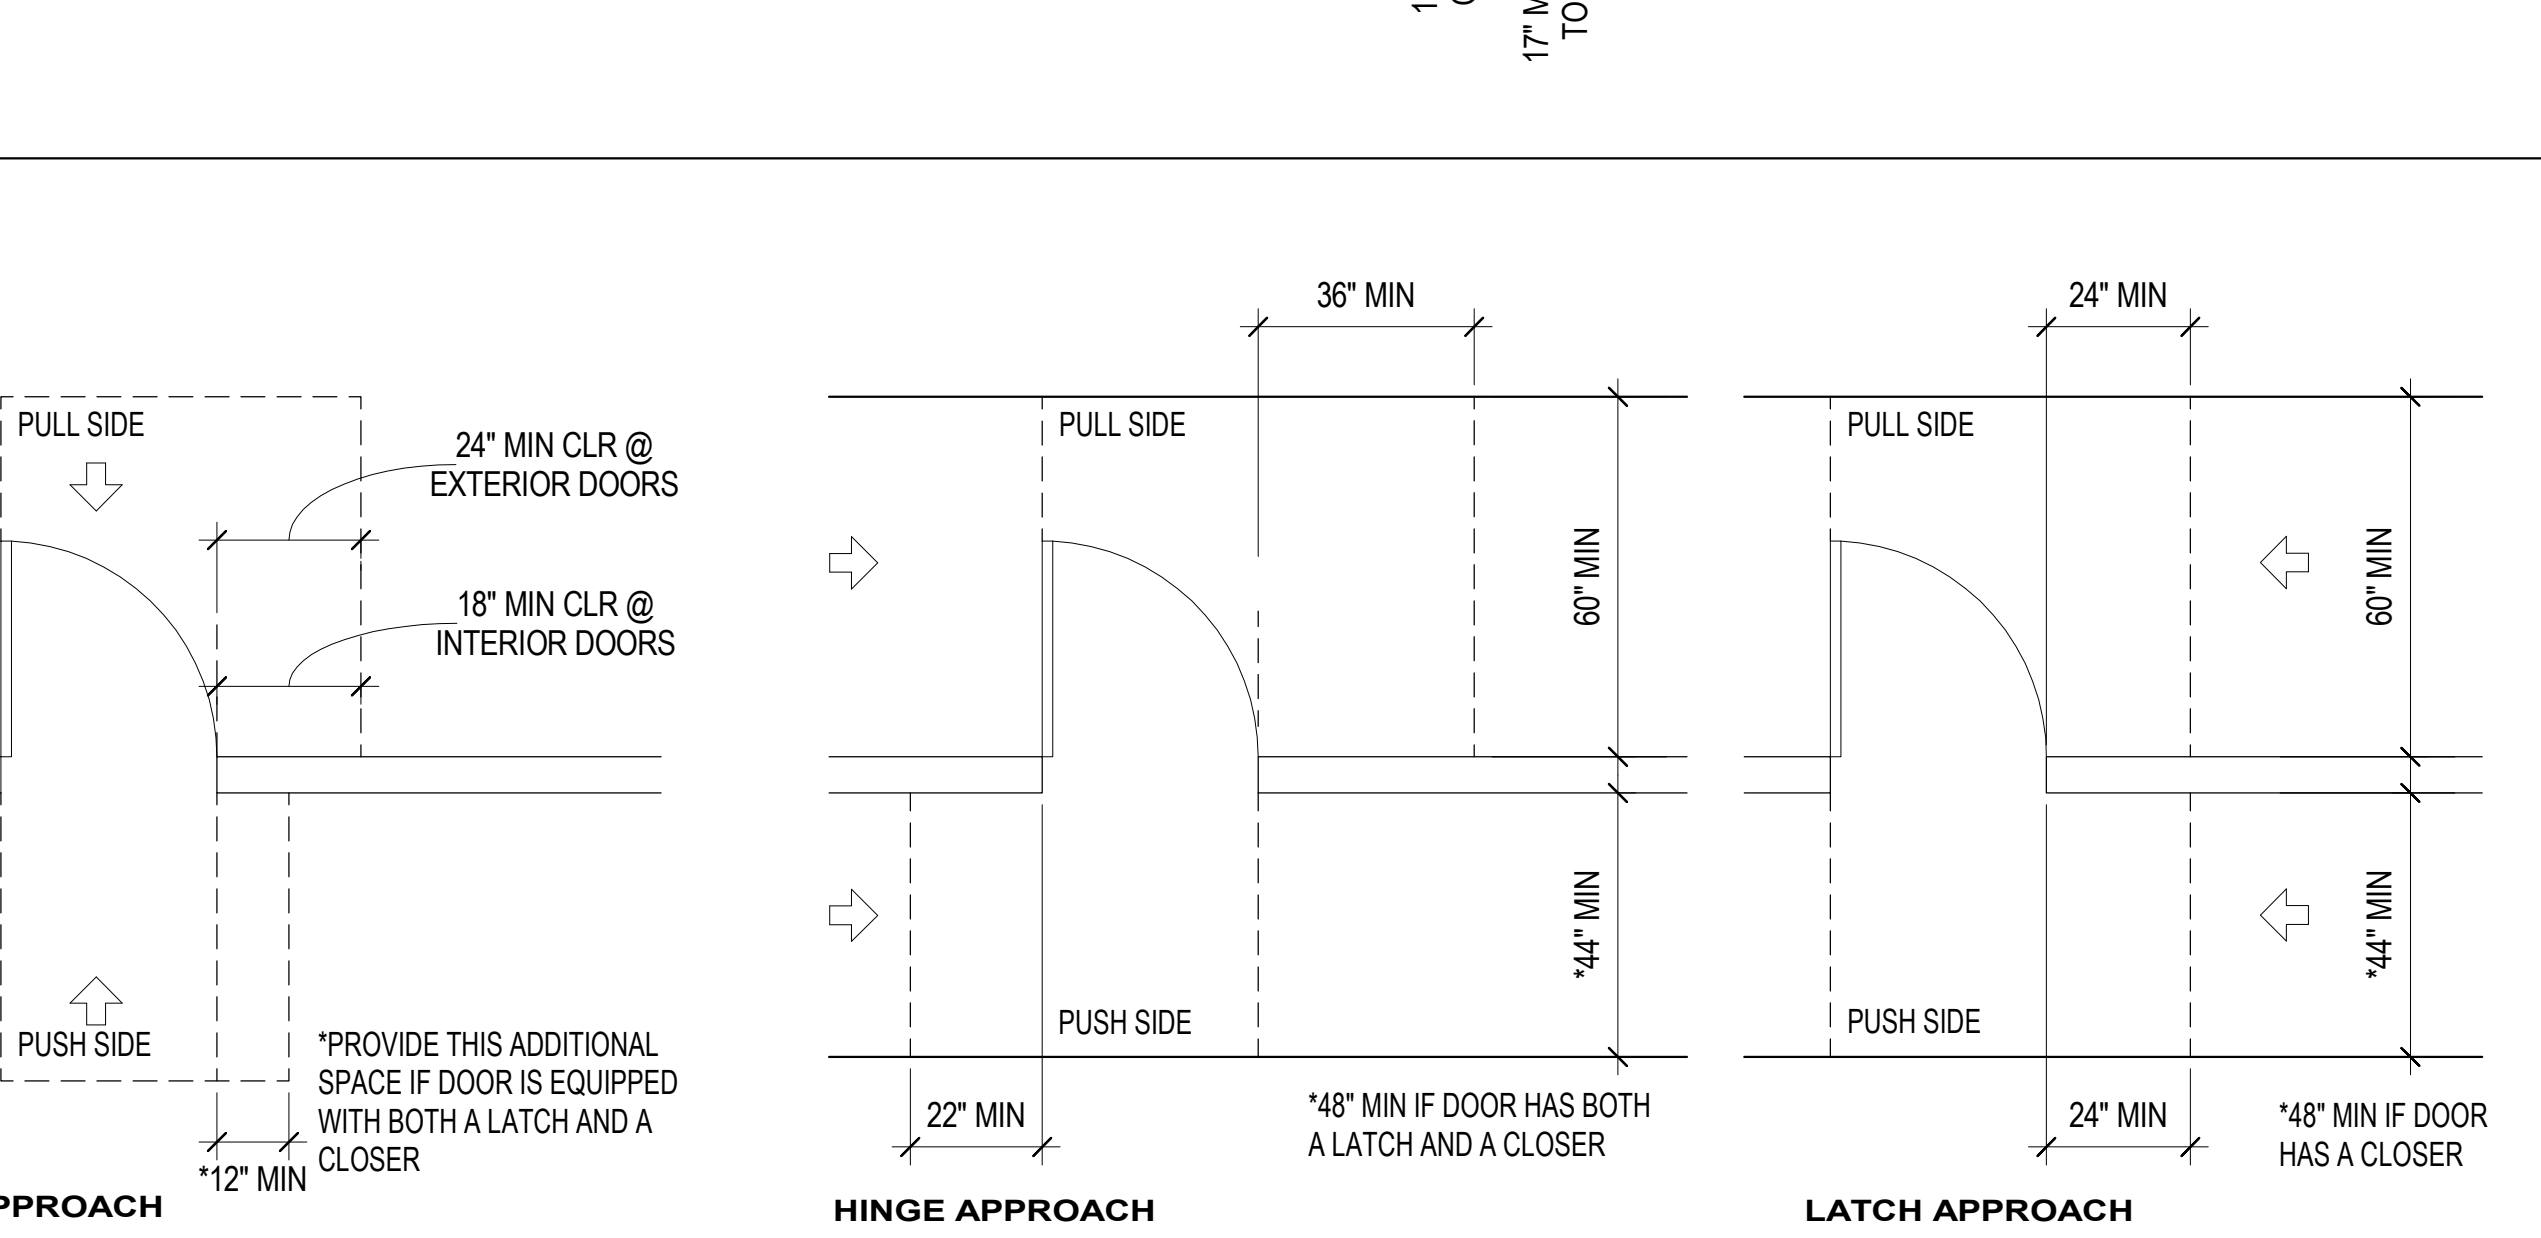 17" M
TO
PULL SIDE
24" MIN CLR @
EXTERIOR DOORS
18" MIN CLR @
INTERIOR DOORS
PUSH SIDE
*PROVIDE THIS ADDITIONAL
SPACE IF DOOR IS EQUIPPED
WITH BOTH A LATCH AND A
CLOSER
*12" MIN
PPROACH
36" MIN
PULL SIDE
60" MIN
*44" MIN
PUSH SIDE
22" MIN
*48" MIN IF DOOR HAS BOTH
A LATCH AND A CLOSER
HINGE APPROACH
24" MIN
PULL SIDE
60" MIN
*44" MIN
PUSH SIDE
24" MIN
*48" MIN IF DOOR
HAS A CLOSER
LATCH APPROACH